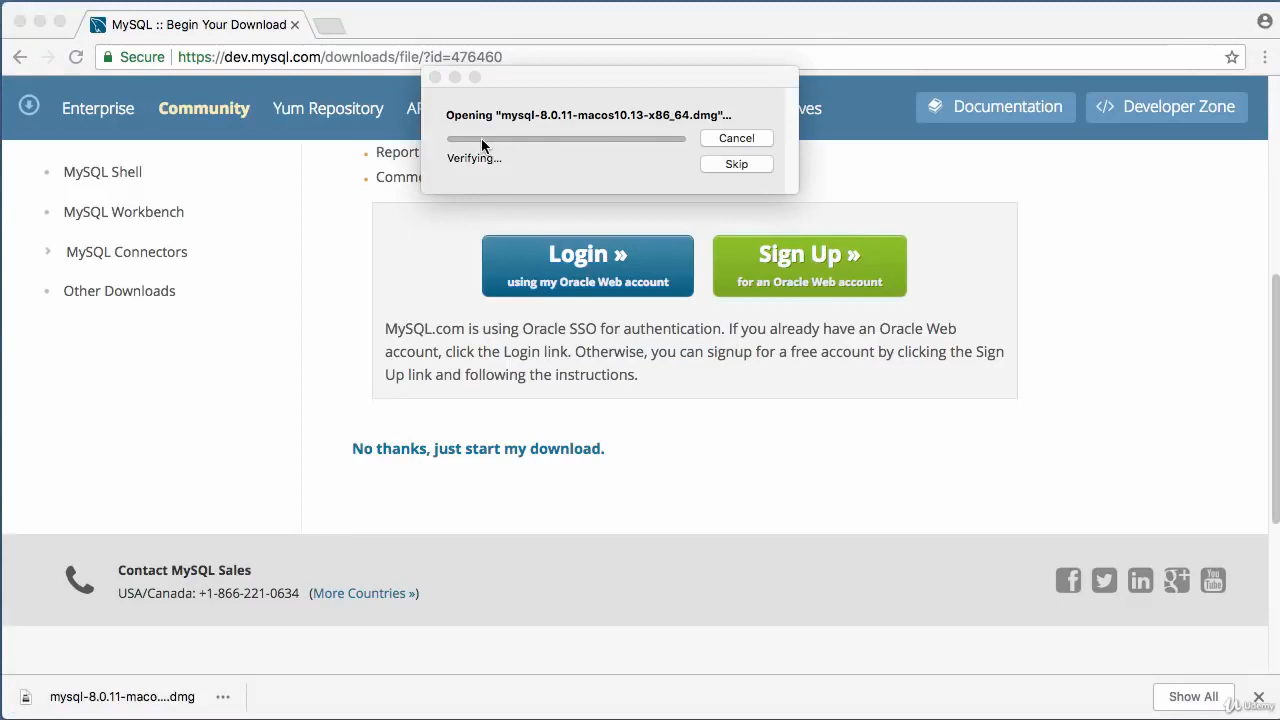 MySQL :: Begin Your Download
Secure https://dev.mysql.com/downloads/file/?id=476460
Enterprise Community Yum Repository ves Documentation Developer Zone
Opening "mysql-8.0.11-macos10.13-x86_64.dmg"...
Cancel
Verifying...
Skip
Report
Comme
MySQL Shell
MySQL Workbench
MySQL Connectors
Other Downloads
Login »
using my Oracle Web account
Sign Up »
for an Oracle Web account
MySQL.com is using Oracle SSO for authentication. If you already have an Oracle Web
account, click the Login link. Otherwise, you can signup for a free account by clicking the Sign
Up link and following the instructions.
No thanks, just start my download.
Contact MySQL Sales
USA/Canada: +1-866-221-0634 (More Countries »)
You
Tube
mysql-8.0.11-maco....dmg
Show All
Udemy